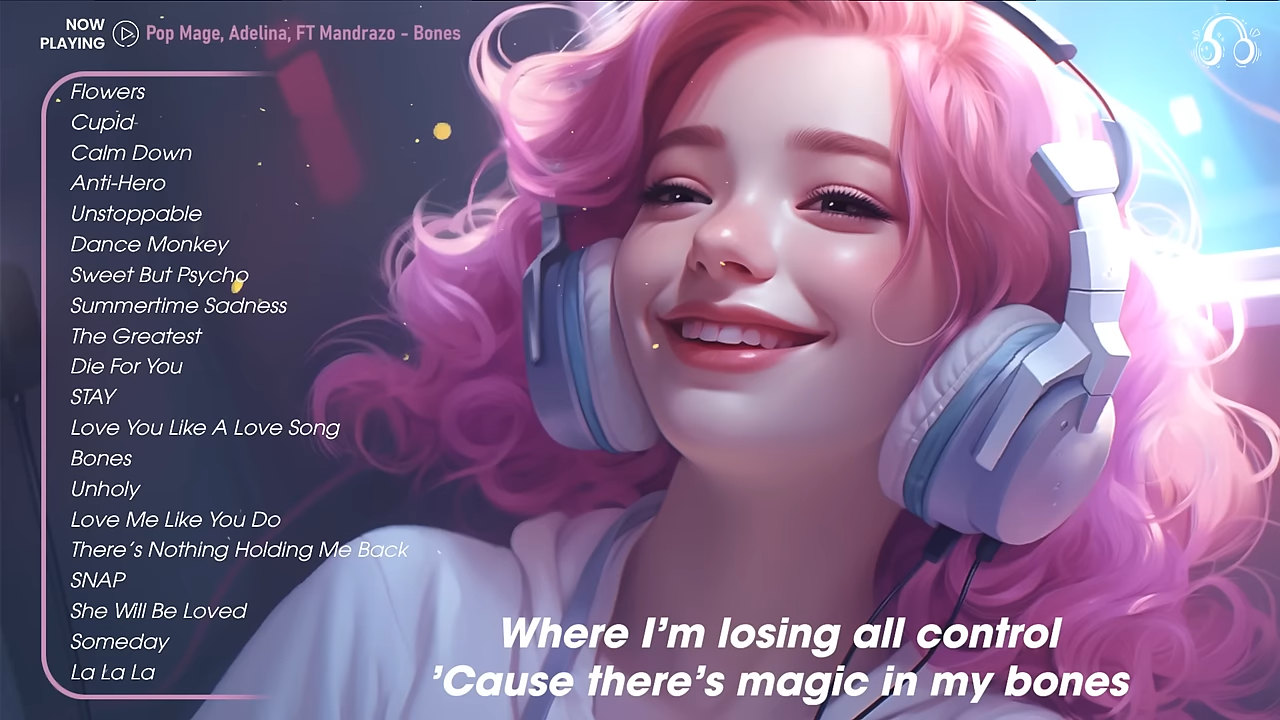 NOW
PLAYING
Pop Mage, Adelina, FT Mandrazo - Bones
Flowers
Cupid
Calm Down
Anti-Hero
Unstoppable
Dance Monkey
Sweet But Psycho
Summertime Sadness
The Greatest
Die For You
STAY
Love You Like A Love Song
Bones
Unholy
Love Me Like You Do
There's Nothing Holding Me Back
SNAP
She Will Be Loved
Someday
La La La
Where I'm losing all control
'Cause there's magic in my bones